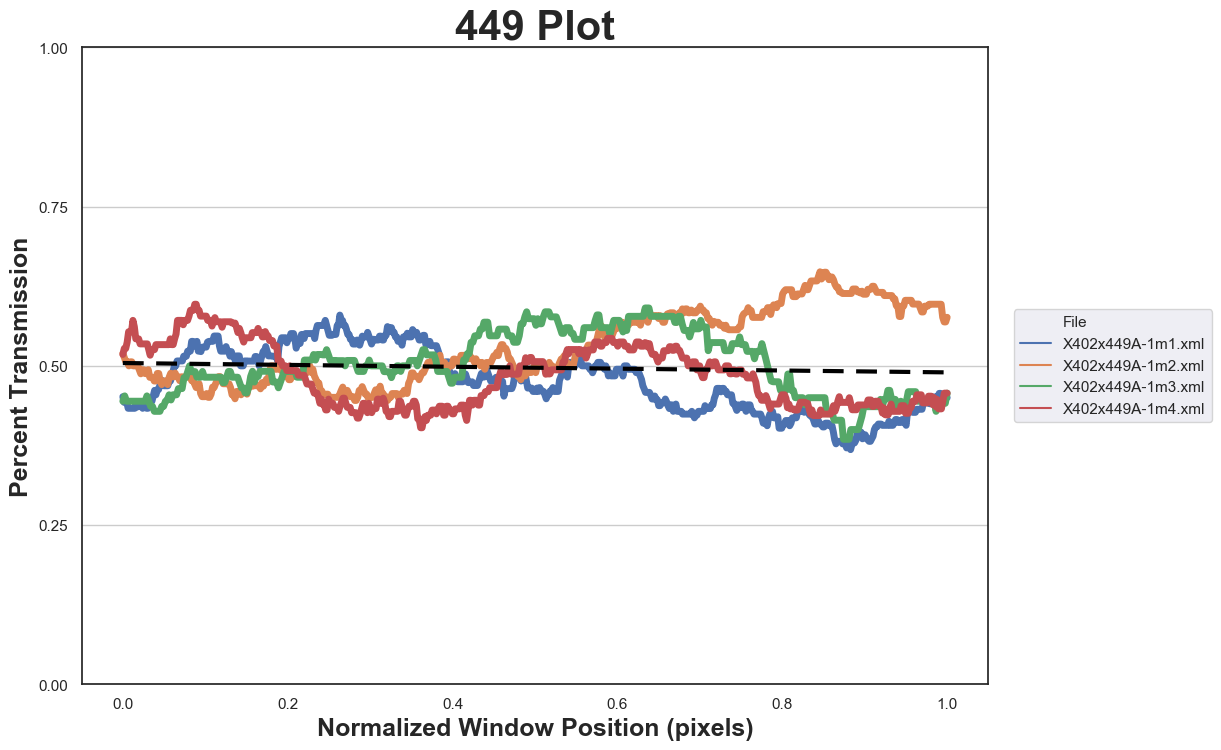 449 Plot
Percent Transmission
1.00
0.75
0.50
0.25
0.00
0.0 0.2 0.4 0.6 0.8 1.0
Normalized Window Position (pixels)
File
X402x449A-1m1.xml
X402x449A-1m2.xml
X402x449A-1m3.xml
X402x449A-1m4.xml